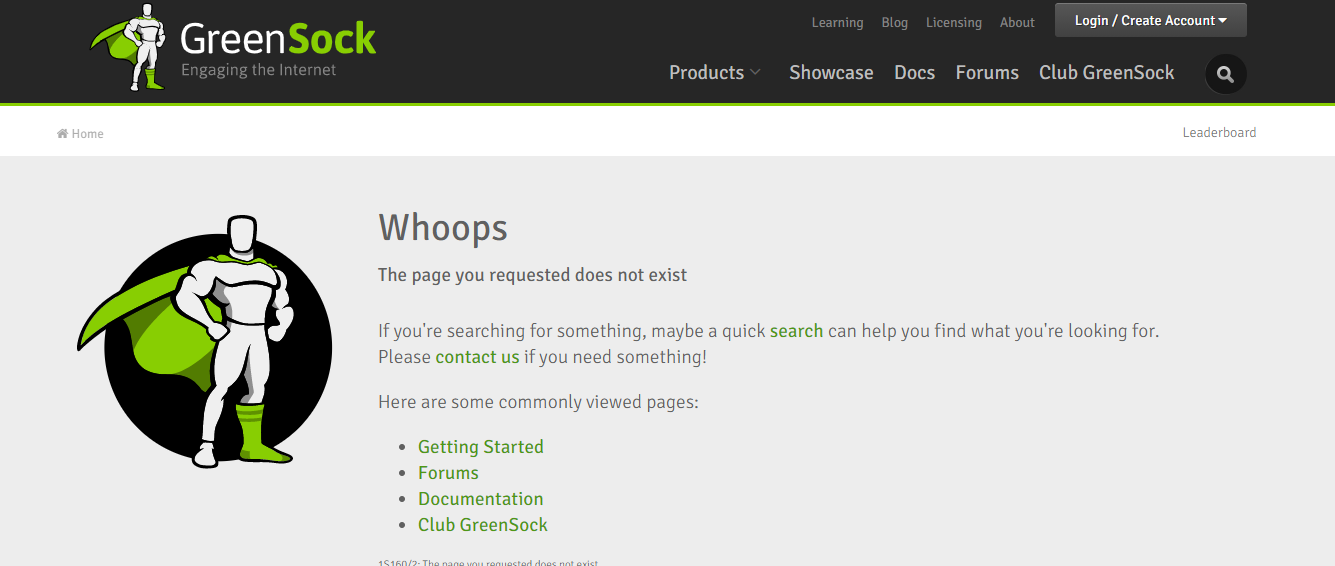 Learning Blog Licensing About Login / Create Account
GreenSock
Engaging the Internet
Products Showcase Docs Forums Club GreenSock
Home
Leaderboard
Whoops
The page you requested does not exist
If you're searching for something, maybe a quick search can help you find what you're looking for.
Please contact us if you need something!
Here are some commonly viewed pages:
Getting Started
Forums
Documentation
Club GreenSock
1S160/2: The page you requested does not exist